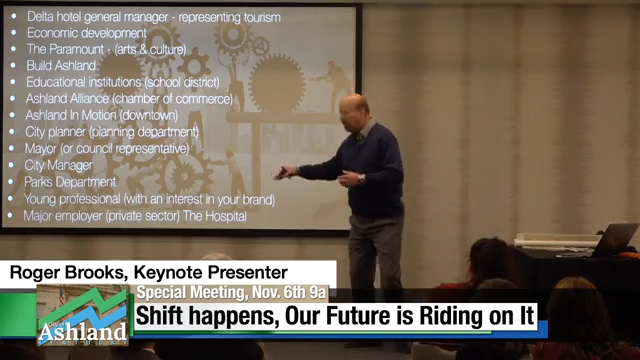 Delta hotel general manager - representing tourism
Economic development
The Paramount - (arts & culture)
Build Ashland
Educational institutions (school district)
Ashland Alliance (chamber of commerce)
Ashland In Motion (downtown)
City planner (planning department)
Mayor (or council representative)
City Manager
Parks Department
Young professional (with an interest in your brand)
Major employer (private sector) The Hospital
Roger Brooks, Keynote Presenter
Special Meeting, Nov. 6th 9a
Shift happens, Our Future is Riding on It
Ashland